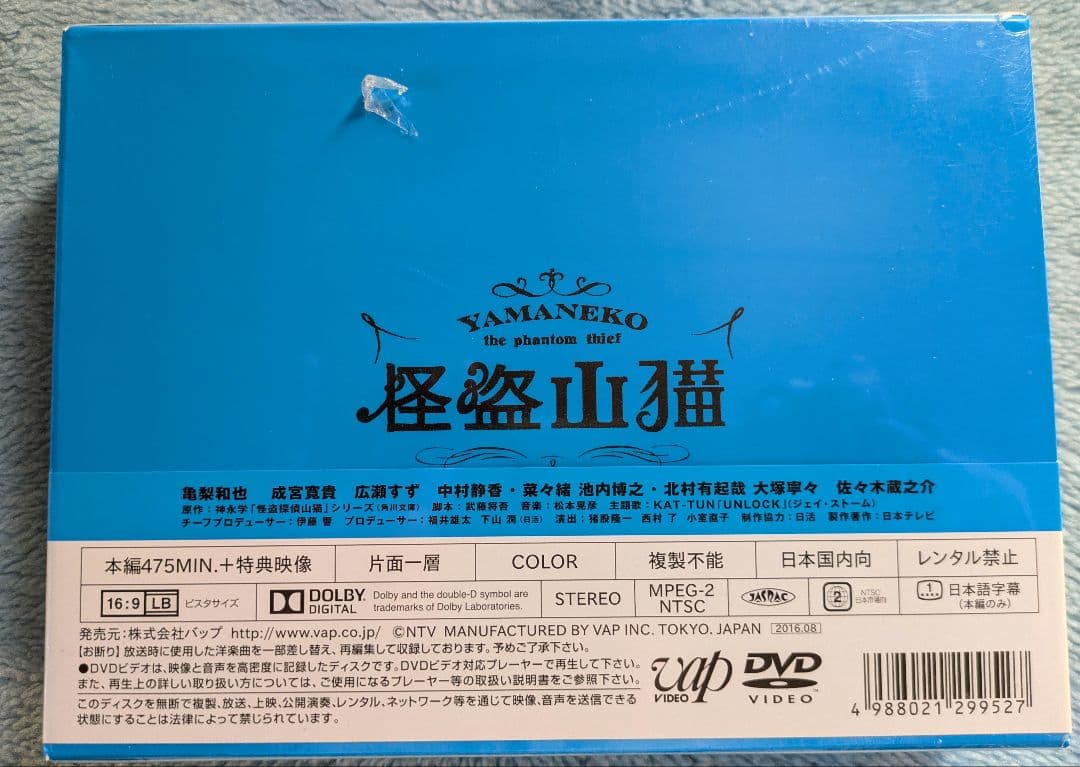 YAMANEKO
the phantom thief
怪盗山猫
亀梨和也 成宮寛貴 広瀬すず 中村静香・菜々緒 池内博之・北村有起哉 大塚寧々 佐々木蔵之介
原作：神永学「怪盗探偵山猫」シリーズ(角川文庫) 脚本：武藤将吾 音楽：松本晃彦 主題歌：KAT-TUN「UNLOCK」(ジェイ・ストーム)
チーフプロデューサー：伊藤 響 プロデューサー：福井雄太 下山 潤(日活) 演出：猪股隆一 西村 了 小室直子 制作協力：日活 製作著作：日本テレビ
本編475MIN.+特典映像 片面一層 COLOR 複製不能 日本国内向 レンタル禁止
16:9 LB ビスタサイズ DOLBY DIGITAL Dolby and the double-D symbol are trademarks of Dolby Laboratories. STEREO MPEG-2 NTSC JASRAC 2 NTSC 日本市場向 1 日本語字幕 (本編のみ)
発売元：株式会社バップ http://www.vap.co.jp/ ©NTV MANUFACTURED BY VAP INC. TOKYO. JAPAN 2016.08
【お断り】放送時に使用した洋楽曲を一部差し替え、再編集して収録しております。予めご了承下さい。
●DVDビデオは、映像と音声を高密度に記録したディスクです。DVDビデオ対応プレーヤーで再生して下さい。
また、再生上の詳しい取り扱い方については、ご使用になるプレーヤー等の取扱い説明書をご参照下さい。
このディスクを無断で複製、放送、上映、公開演奏、レンタル、ネットワーク等を通じて映像、音声を送信できる
状態にすることは法律によって禁じられています。
vap VIDEO
DVD VIDEO
4 988021 299527